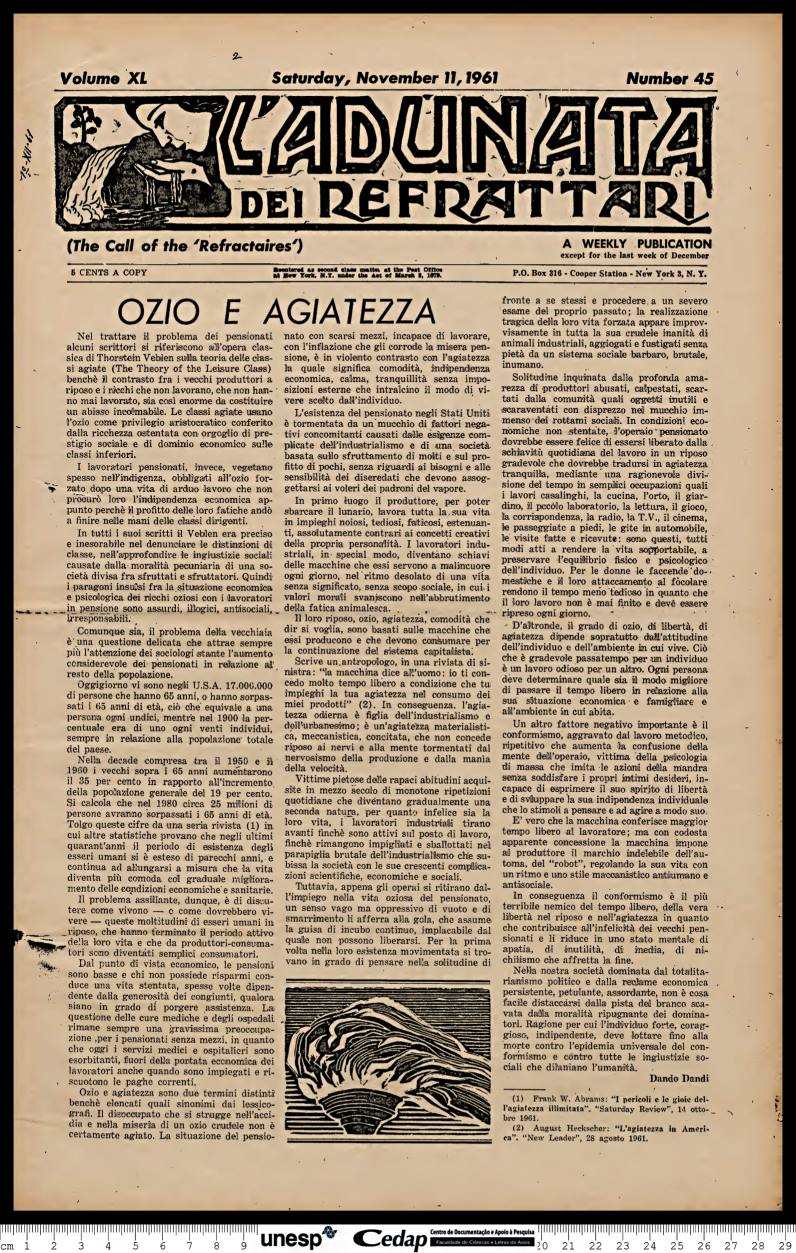 2
Volume XL
Saturday, November 11, 1961
Number 45
L'ADUNATA
DEI REFRATTARI
(The Call of the 'Refractaires')
A WEEKLY PUBLICATION
except for the last week of December
5 CENTS A COPY
Reentered as second class matter at the Post Office
at New York, N.Y. under the Act of March 3, 1879.
P.O. Box 316 - Cooper Station - New York 3, N. Y.
OZIO E AGIATEZZA
Nel trattare il problema dei pensionati
alcuni scrittori si riferiscono all'opera clas-
sica di Thorstein Veblen sulla teoria delle clas-
si agiate (The Theory of the Leisure Class)
benchè il contrasto fra i vecchi produttori a
riposo e i ricchi che non lavorano, che non han-
no mai lavorato, sia così enorme da costituire
un abisso incolmabile. Le classi agiate usano
l'ozio come privilegio aristocratico conferito
dalla ricchezza ostentata con orgoglio di pre-
stigio sociale e di dominio economico sulle
classi inferiori.
I lavoratori pensionati, invece, vegetano
spesso nell'indigenza, obbligati all'ozio for-
zato dopo una vita di arduo lavoro che non
procurò loro l'indipendenza economica ap-
punto perchè il profitto delle loro fatiche andò
a finire nelle mani delle classi dirigenti.
In tutti i suoi scritti il Veblen era preciso
e inesorabile nel denunciare le distinzioni di
classe, nell'approfondire le ingiustizie sociali
causate dalla moralità pecuniaria di una so-
cietà divisa fra sfruttati e sfruttatori. Quindi
i paragoni insulsi fra la situazione economica
e psicologica dei ricchi oziosi con i lavoratori
in pensione sono assurdi, illogici, antisociali,
irresponsabili.
Comunque sia, il problema della vecchiaia
è una questione delicata che attrae sempre
più l'attenzione dei sociologi stante l'aumento
considerevole dei pensionati in relazione al
resto della popolazione.
Oggigiorno vi sono negli U.S.A. 17.000.000
di persone che hanno 65 anni, o hanno sorpas-
sati i 65 anni di età, ciò che equivale a una
persona ogni undici, mentre nel 1900 la per-
centuale era di uno ogni venti individui,
sempre in relazione alla popolazione totale
del paese.
Nella decade compresa tra il 1950 e il
1960 i vecchi sopra i 65 anni aumentarono
il 35 per cento in rapporto all'incremento
della popolazione generale del 19 per cento.
Si calcola che nel 1980 circa 25 milioni di
persone avranno sorpassati i 65 anni di età.
Tolgo queste cifre da una seria rivista (1) in
cui altre statistiche provano che negli ultimi
quarant'anni il periodo di esistenza degli
esseri umani si è esteso di parecchi anni, e
continua ad allungarsi a misura che la vita
diventa più comoda col graduale migliora-
mento delle condizioni economiche e sanitarie.
Il problema assillante, dunque, è di discu-
tere come vivono — o come dovrebbero vi-
vere — queste moltitudini di esseri umani in
riposo, che hanno terminato il periodo attivo
della loro vita e che da produttori-consuma-
tori sono diventati semplici consumatori.
Dal punto di vista economico, le pensioni
sono basse e chi non possiede risparmi con-
duce una vita stentata, spesse volte dipen-
dente dalla generosità dei congiunti, qualora
siano in grado di porgere assistenza. La
questione delle cure mediche e degli ospedali
rimane sempre una gravissima preoccupa-
zione ,per i pensionati senza mezzi, in quanto
che oggi i servizi medici e ospitalieri sono
esorbitanti, fuori della portata economica dei
lavoratori anche quando sono impiegati e ri-
scuotono le paghe correnti.
Ozio e agiatezza sono due termini distinti
benchè elencati quali sinonimi dai lessico-
grafi. Il disoccupato che si strugge nell'acci-
dia e nella miseria di un ozio crudele non è
certamente agiato. La situazione del pensio-
nato con scarsi mezzi, incapace di lavorare,
con l'inflazione che gli corrode la misera pen-
sione, è in violento contrasto con l'agiatezza
la quale significa comodità, indipendenza
economica, calma, tranquillità senza impo-
sizioni esterne che intralcino il modo di vi-
vere scelto dall'individuo.
L'esistenza del pensionato negli Stati Uniti
è tormentata da un mucchio di fattori nega-
tivi concomitanti causati dalle esigenze com-
plicate dell'industrialismo e di una società
basata sullo sfruttamento di molti e sul pro-
fitto di pochi, senza riguardi ai bisogni e alle
sensibilità dei diseredati che devono assog-
gettarsi ai voleri dei padroni del vapore.
In primo luogo il produttore, per poter
sbarcare il lunario, lavora tutta la sua vita
in impieghi noiosi, tediosi, faticosi, estenuan-
ti, assolutamente contrari ai concetti creativi
della propria personalità. I lavoratori indu-
striali, in special modo, diventano schiavi
delle macchine che essi servono a malincuore
ogni giorno, nel ritmo desolato di una vita
senza significato, senza scopo sociale, in cui i
valori morali svaniscono nell'abbrutimento
della fatica animalesca.
Il loro riposo, ozio, agiatezza, comodità che
dir si voglia, sono basati sulle macchine che
essi producono e che devono consumare per
la continuazione del sistema capitalista.
Scrive un antropologo, in una rivista di si-
nistra: "la macchina dice all'uomo: io ti con-
cedo molto tempo libero a condizione che tu
impieghi la tua agiatezza nel consumo dei
miei prodotti" (2). In conseguenza, l'agia-
tezza odierna è figlia dell'industrialismo e
dell'urbanesimo; è un'agiatezza materialisti-
ca, meccanistica, concitata, che non concede
riposo ai nervi e alla mente tormentati dal
nervosismo della produzione e dalla mania
della velocità.
Vittime pietose delle rapaci abitudini acqui-
site in mezzo secolo di monotone ripetizioni
quotidiane che diventano gradualmente una
seconda natura, per quanto infelice sia la
loro vita, i lavoratori industriali tirano
avanti finchè sono attivi sul posto di lavoro,
finchè rimangono impigliati e sballottati nel
parapiglia brutale dell'industrialismo che su-
bissa la società con le sue crescenti complica-
zioni scientifiche, economiche e sociali.
Tuttavia, appena gli operai si ritirano dal-
l'impiego nella vita oziosa del pensionato,
un senso vago ma oppressivo di vuoto e di
smarrimento li afferra alla gola, che assume
la guisa di incubo continuo, implacabile dal
quale non possono liberarsi. Per la prima
volta nella loro esistenza movimentata si tro-
vano in grado di pensare nella solitudine di
fronte a se stessi e procedere a un severo
esame del proprio passato; la realizzazione
tragica della loro vita forzata appare improv-
visamente in tutta la sua crudele inanità di
animali industriali, aggiogati e fustigati senza
pietà da un sistema sociale barbaro, brutale,
inumano.
Solitudine inquinata dalla profonda ama-
rezza di produttori abusati, calpestati, scar-
tati dalla comunità quali oggetti inutili e
scaraventati con disprezzo nel mucchio im-
menso dei rottami sociali. In condizioni eco-
nomiche non stentate, l'operaio pensionato
dovrebbe essere felice di essersi liberato dalla
schiavitù quotidiana del lavoro in un riposo
gradevole che dovrebbe tradursi in agiatezza
tranquilla, mediante una ragionevole divi-
sione del tempo in semplici occupazioni quali
i lavori casalinghi, la cucina, l'orto, il giar-
dino, il piccolo laboratorio, la lettura, il gioco,
la corrispondenza, la radio, la T.V., il cinema,
le passeggiate a piedi, le gite in automobile,
le visite fatte e ricevute: sono questi, tutti
modi atti a rendere la vita sopportabile, a
preservare l'equilibrio fisico e psicologico
dell'individuo. Per le donne le faccende do-
mestiche e il loro attaccamento al focolare
rendono il tempo meno tedioso in quanto che
il loro lavoro non è mai finito e deve essere
ripreso ogni giorno.
D'altronde, il grado di ozio, di libertà, di
agiatezza dipende sopratutto dall'attitudine
dell'individuo e dell'ambiente in cui vive. Ciò
che è gradevole passatempo per un individuo
è un lavoro odioso per un altro. Ogni persona
deve determinare quale sia il modo migliore
di passare il tempo libero in relazione alla
sua situazione economica e famigliare e
all'ambiente in cui abita.
Un altro fattore negativo importante è il
conformismo, aggravato dal lavoro metodico,
ripetitivo che aumenta la confusione della
mente dell'operaio, vittima della psicologia
di massa che imita le azioni della mandra
senza soddisfare i propri intimi desideri, in-
capace di esprimere il suo spirito di libertà
e di sviluppare la sua indipendenza individuale
che lo stimoli a pensare e ad agire a modo suo.
E' vero che la macchina conferisce maggior
tempo libero al lavoratore; ma con codesta
apparente concessione la macchina impone
al produttore il marchio indelebile dell'au-
toma, del "robot", regolando la sua vita con
un ritmo e uno stile maccanistico antiumano e
antisociale.
In conseguenza il conformismo è il più
terribile nemico del tempo libero, della vera
libertà nel riposo e nell'agiatezza in quanto
che contribuisce all'infelicità dei vecchi pen-
sionati e li riduce in uno stato mentale di
apatia, di inutilità, di inedia, di ni-
chilismo che affretta la fine.
Nella nostra società dominata dal totalita-
rianismo politico e dalla reclame economica
persistente, petulante, assordante, non è cosa
facile distaccarsi dalla pista del branco sca-
vata dalla moralità ripugnante dei domina-
tori. Ragione per cui l'individuo forte, corag-
gioso, indipendente, deve lottare fino alla
morte contro l'epidemia universale del con-
formismo e contro tutte le ingiustizie so-
ciali che dilaniano l'umanità.
Dando Dandi
(1) Frank W. Abrams: "I pericoli e le gioie del-
l'agiatezza illimitata". "Saturday Review", 14 otto-
bre 1961.
(2) August Heckscher: "L'agiatezza in Ameri-
ca". "New Leader", 28 agosto 1961.
cm 1 2 3 4 5 6 7 8 9
unesp
Cedap
Centro de Documentação e Apoio à Pesquisa
Faculdade de Ciências e Letras de Assis
20 21 22 23 24 25 26 27 28 29